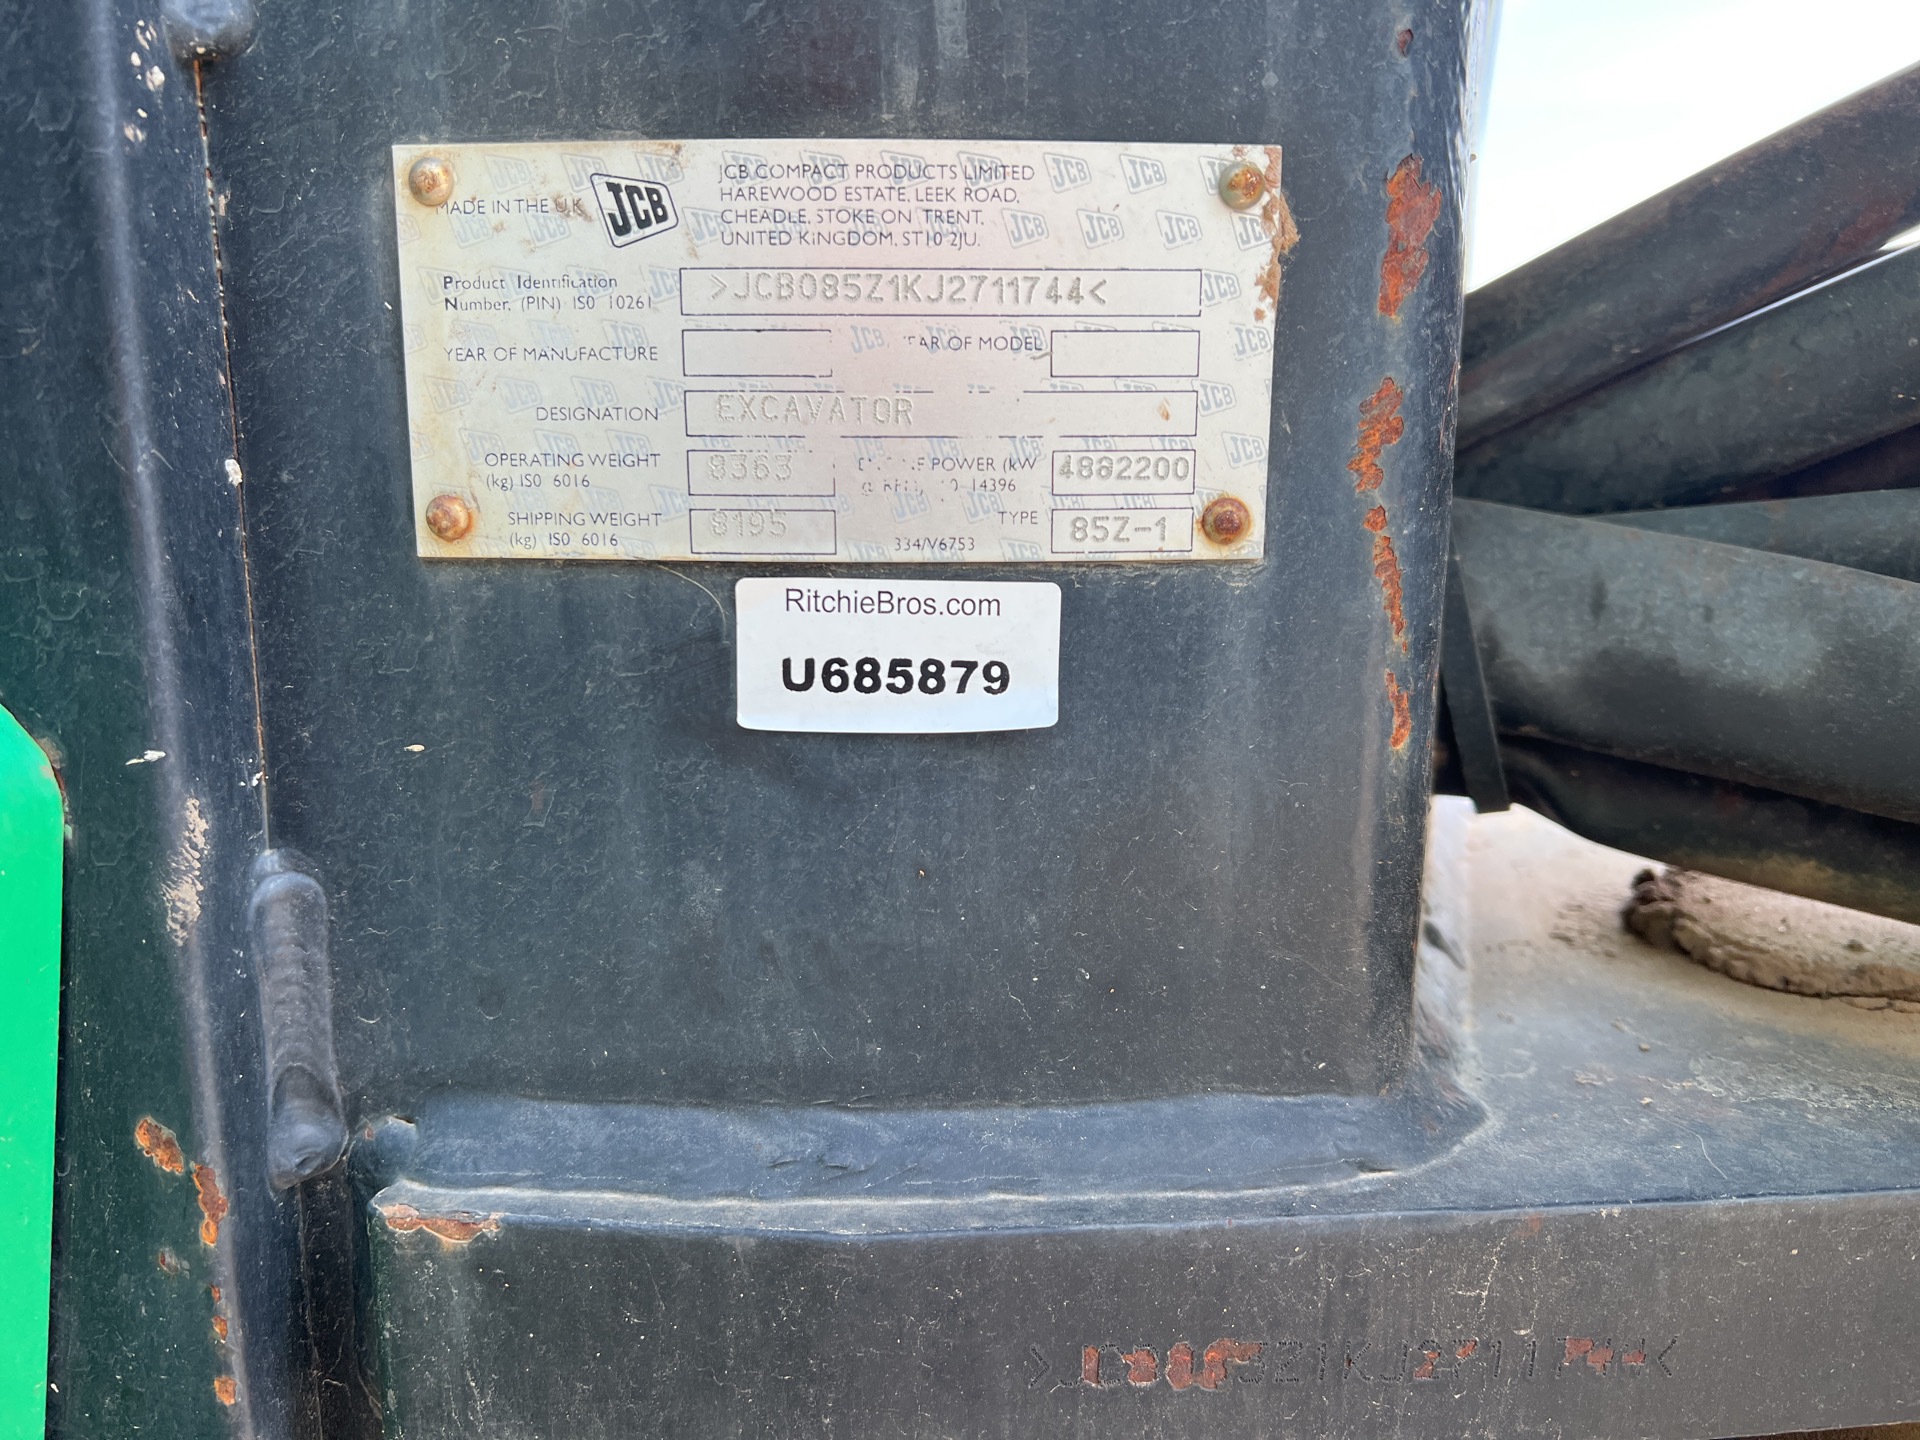 JCB COMPACT PRODUCTS LIMITED
HAREWOOD ESTATE, LEEK ROAD,
CHEADLE, STOKE ON TRENT,
UNITED KINGDOM, ST10 2JU.
MADE IN THE U.K
JCB
Product Identification
Number, (PIN) ISO 10261
>JCB085Z1KJ2711744<
YEAR OF MANUFACTURE
OF MODEL
DESIGNATION EXCAVATOR
OPERATING WEIGHT
(kg) ISO 6016
8363
POWER (kW
14396
4882200
SHIPPING WEIGHT
(kg) ISO 6016
8195
334/V6753
TYPE 85Z-1
RitchieBros.com
U685879
>JCB085Z1KJ2711744<